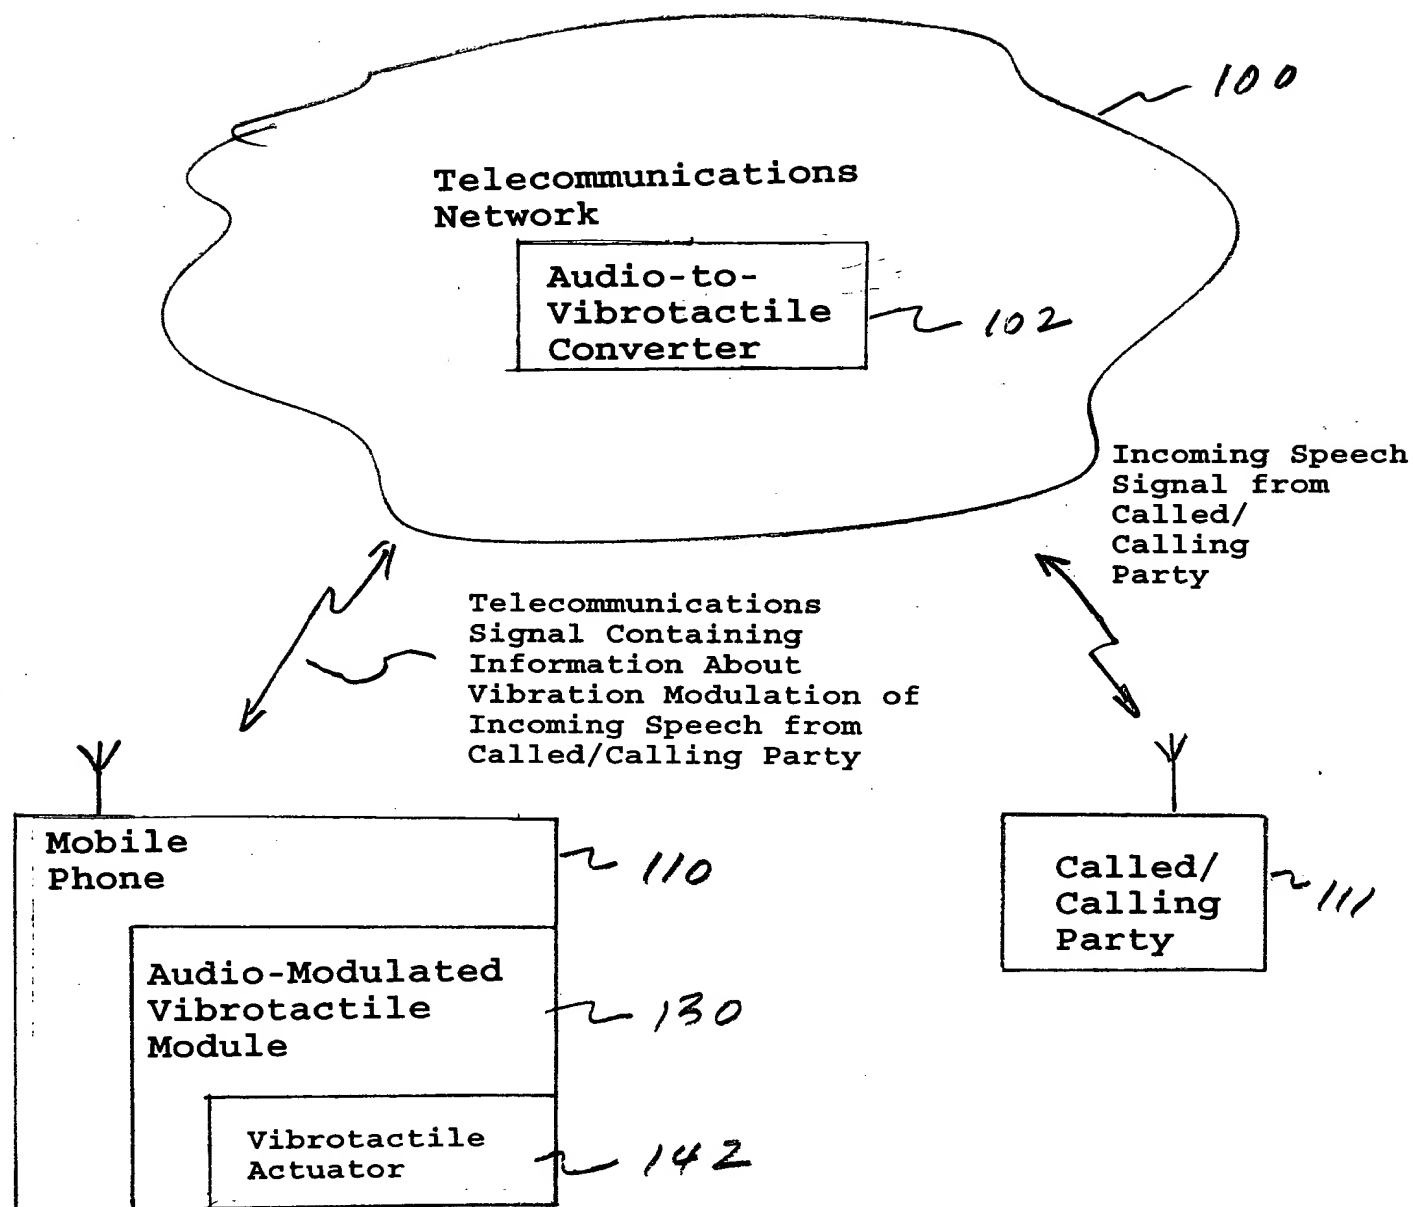 100
Telecommunications
Network
Audio-to-
Vibrotactile
Converter
102
Incoming Speech
Signal from
Called/
Calling
Party
Telecommunications
Signal Containing
Information About
Vibration Modulation of
Incoming Speech from
Called/Calling Party
Mobile
Phone
110
Called/
Calling
Party
111
Audio-Modulated
Vibrotactile
Module
130
Vibrotactile
Actuator
142